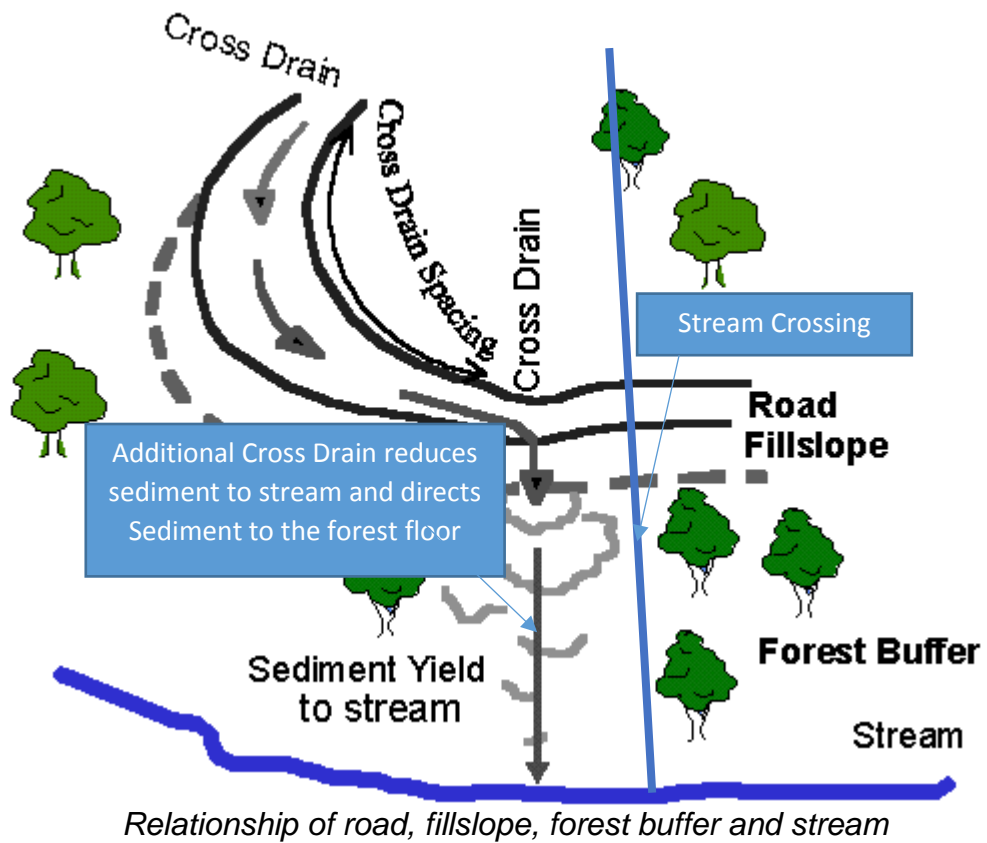 Cross Drain
Cross Drain Spacing
Cross Drain
Stream Crossing
Road
Fillslope
Additional Cross Drain reduces
sediment to stream and directs
Sediment to the forest floor
Forest Buffer
Sediment Yield
to stream
Stream
Relationship of road, fillslope, forest buffer and stream